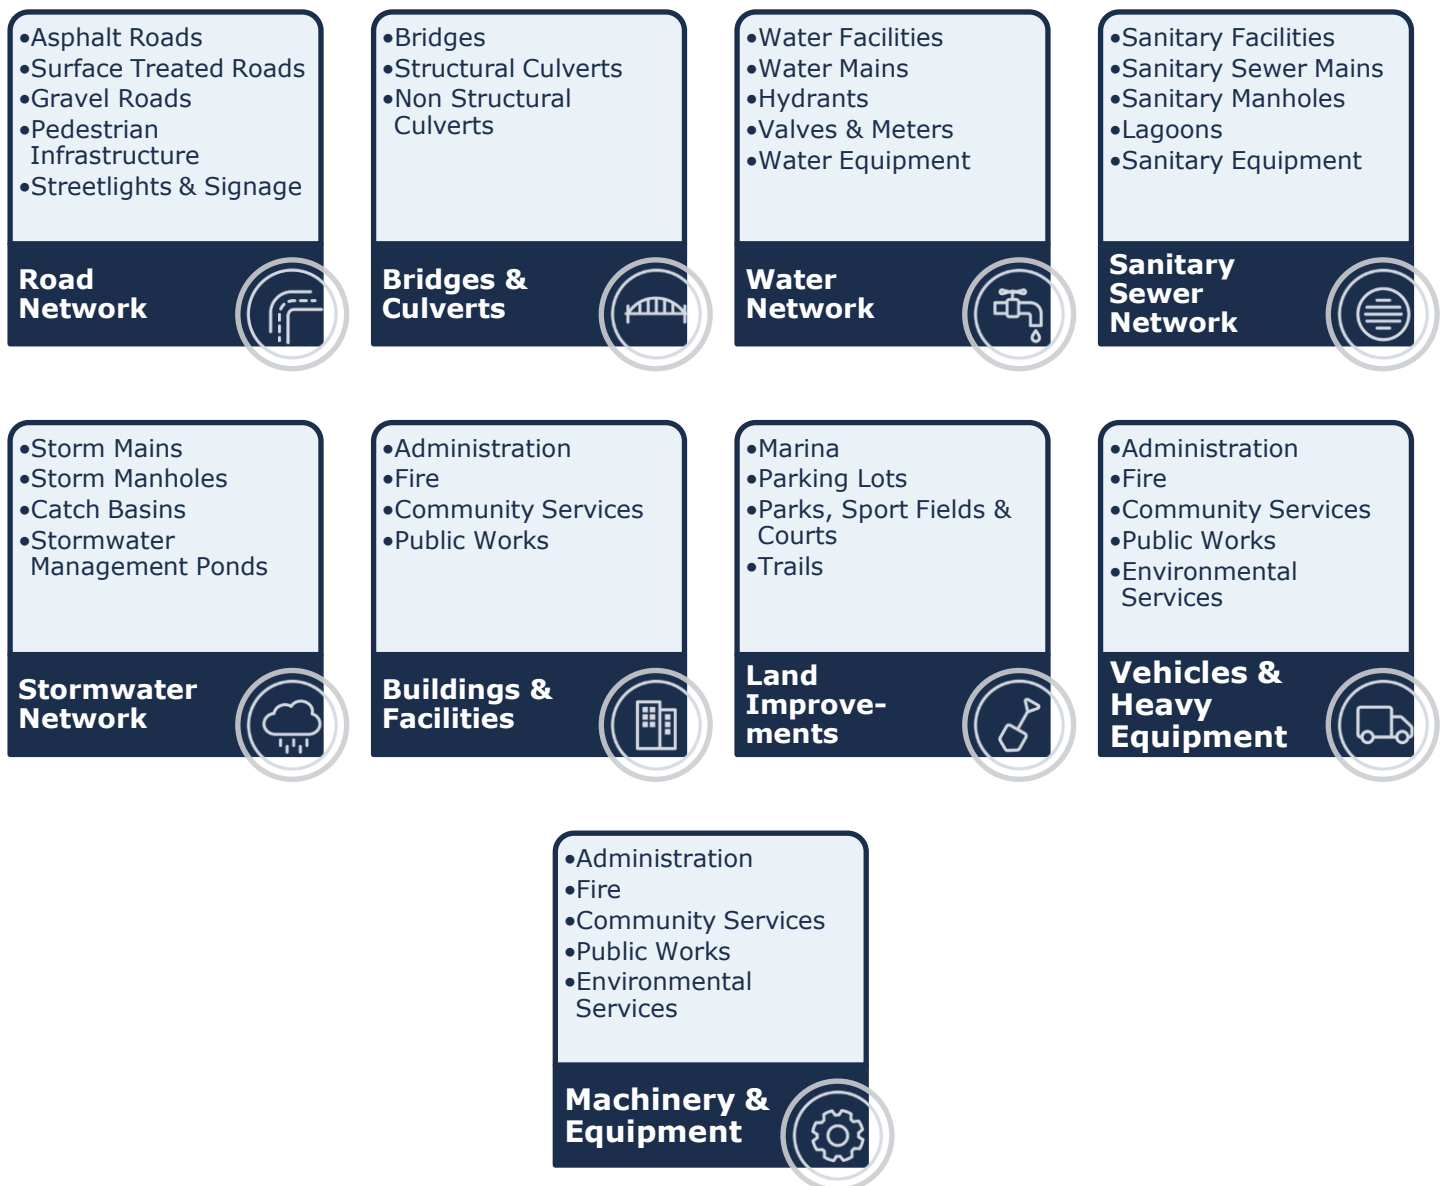 •Asphalt Roads
•Surface Treated Roads
•Gravel Roads
•Pedestrian
Infrastructure
•Streetlights & Signage
Road
Network
•Bridges
•Structural Culverts
•Non Structural
Culverts
Bridges &
Culverts
•Water Facilities
•Water Mains
•Hydrants
•Valves & Meters
•Water Equipment
Water
Network
•Sanitary Facilities
•Sanitary Sewer Mains
•Sanitary Manholes
•Lagoons
•Sanitary Equipment
Sanitary
Sewer
Network
•Storm Mains
•Storm Manholes
•Catch Basins
•Stormwater
Management Ponds
Stormwater
Network
•Administration
•Fire
•Community Services
•Public Works
Buildings &
Facilities
•Marina
•Parking Lots
•Parks, Sport Fields &
Courts
•Trails
Land
Improve-
ments
•Administration
•Fire
•Community Services
•Public Works
•Environmental
Services
Vehicles &
Heavy
Equipment
•Administration
•Fire
•Community Services
•Public Works
•Environmental
Services
Machinery &
Equipment